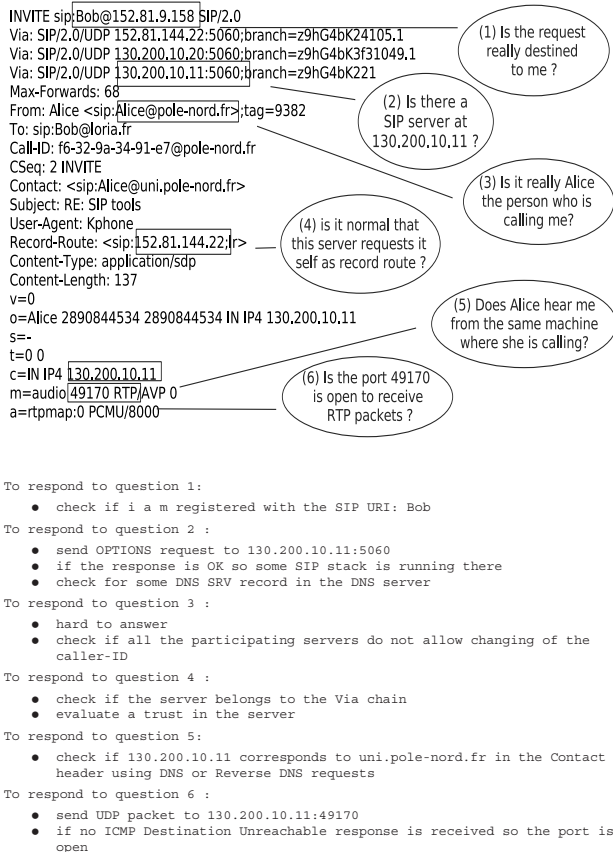 INVITE sip:Bob@152.81.9.158 SIP/2.0
Via: SIP/2.0/UDP 152.81.144.22:5060;branch=z9hG4bK24105.1
Via: SIP/2.0/UDP 130.200.10.20:5060;branch=z9hG4bK3f31049.1
Via: SIP/2.0/UDP 130.200.10.11:5060;branch=z9hG4bK221
Max-Forwards: 68
From: Alice <sip:Alice@pole-nord.fr>;tag=9382
To: sip:Bob@loria.fr
Call-ID: f6-32-9a-34-91-e7@pole-nord.fr
CSeq: 2 INVITE
Contact: <sip:Alice@uni.pole-nord.fr>
Subject: RE: SIP tools
User-Agent: Kphone
Record-Route: <sip:152.81.144.22;lr>
Content-Type: application/sdp
Content-Length: 137
v=0
o=Alice 2890844534 2890844534 IN IP4 130.200.10.11
s=-
t=0 0
c=IN IP4 130.200.10.11
m=audio 49170 RTP/AVP 0
a=rtpmap:0 PCMU/8000
(1) Is the request
really destined
to me ?
(2) Is there a
SIP server at
130.200.10.11 ?
(3) Is it really Alice
the person who is
calling me?
(4) is it normal that
this server requests it
self as record route ?
(5) Does Alice hear me
from the same machine
where she is calling?
(6) Is the port 49170
is open to receive
RTP packets ?
To respond to question 1:
● check if i a m registered with the SIP URI: Bob
To respond to question 2 :
● send OPTIONS request to 130.200.10.11:5060
● if the response is OK so some SIP stack is running there
● check for some DNS SRV record in the DNS server
To respond to question 3 :
● hard to answer
● check if all the participating servers do not allow changing of the
caller-ID
To respond to question 4 :
● check if the server belongs to the Via chain
● evaluate a trust in the server
To respond to question 5:
● check if 130.200.10.11 corresponds to uni.pole-nord.fr in the Contact
header using DNS or Reverse DNS requests
To respond to question 6 :
● send UDP packet to 130.200.10.11:49170
● if no ICMP Destination Unreachable response is received so the port is
open